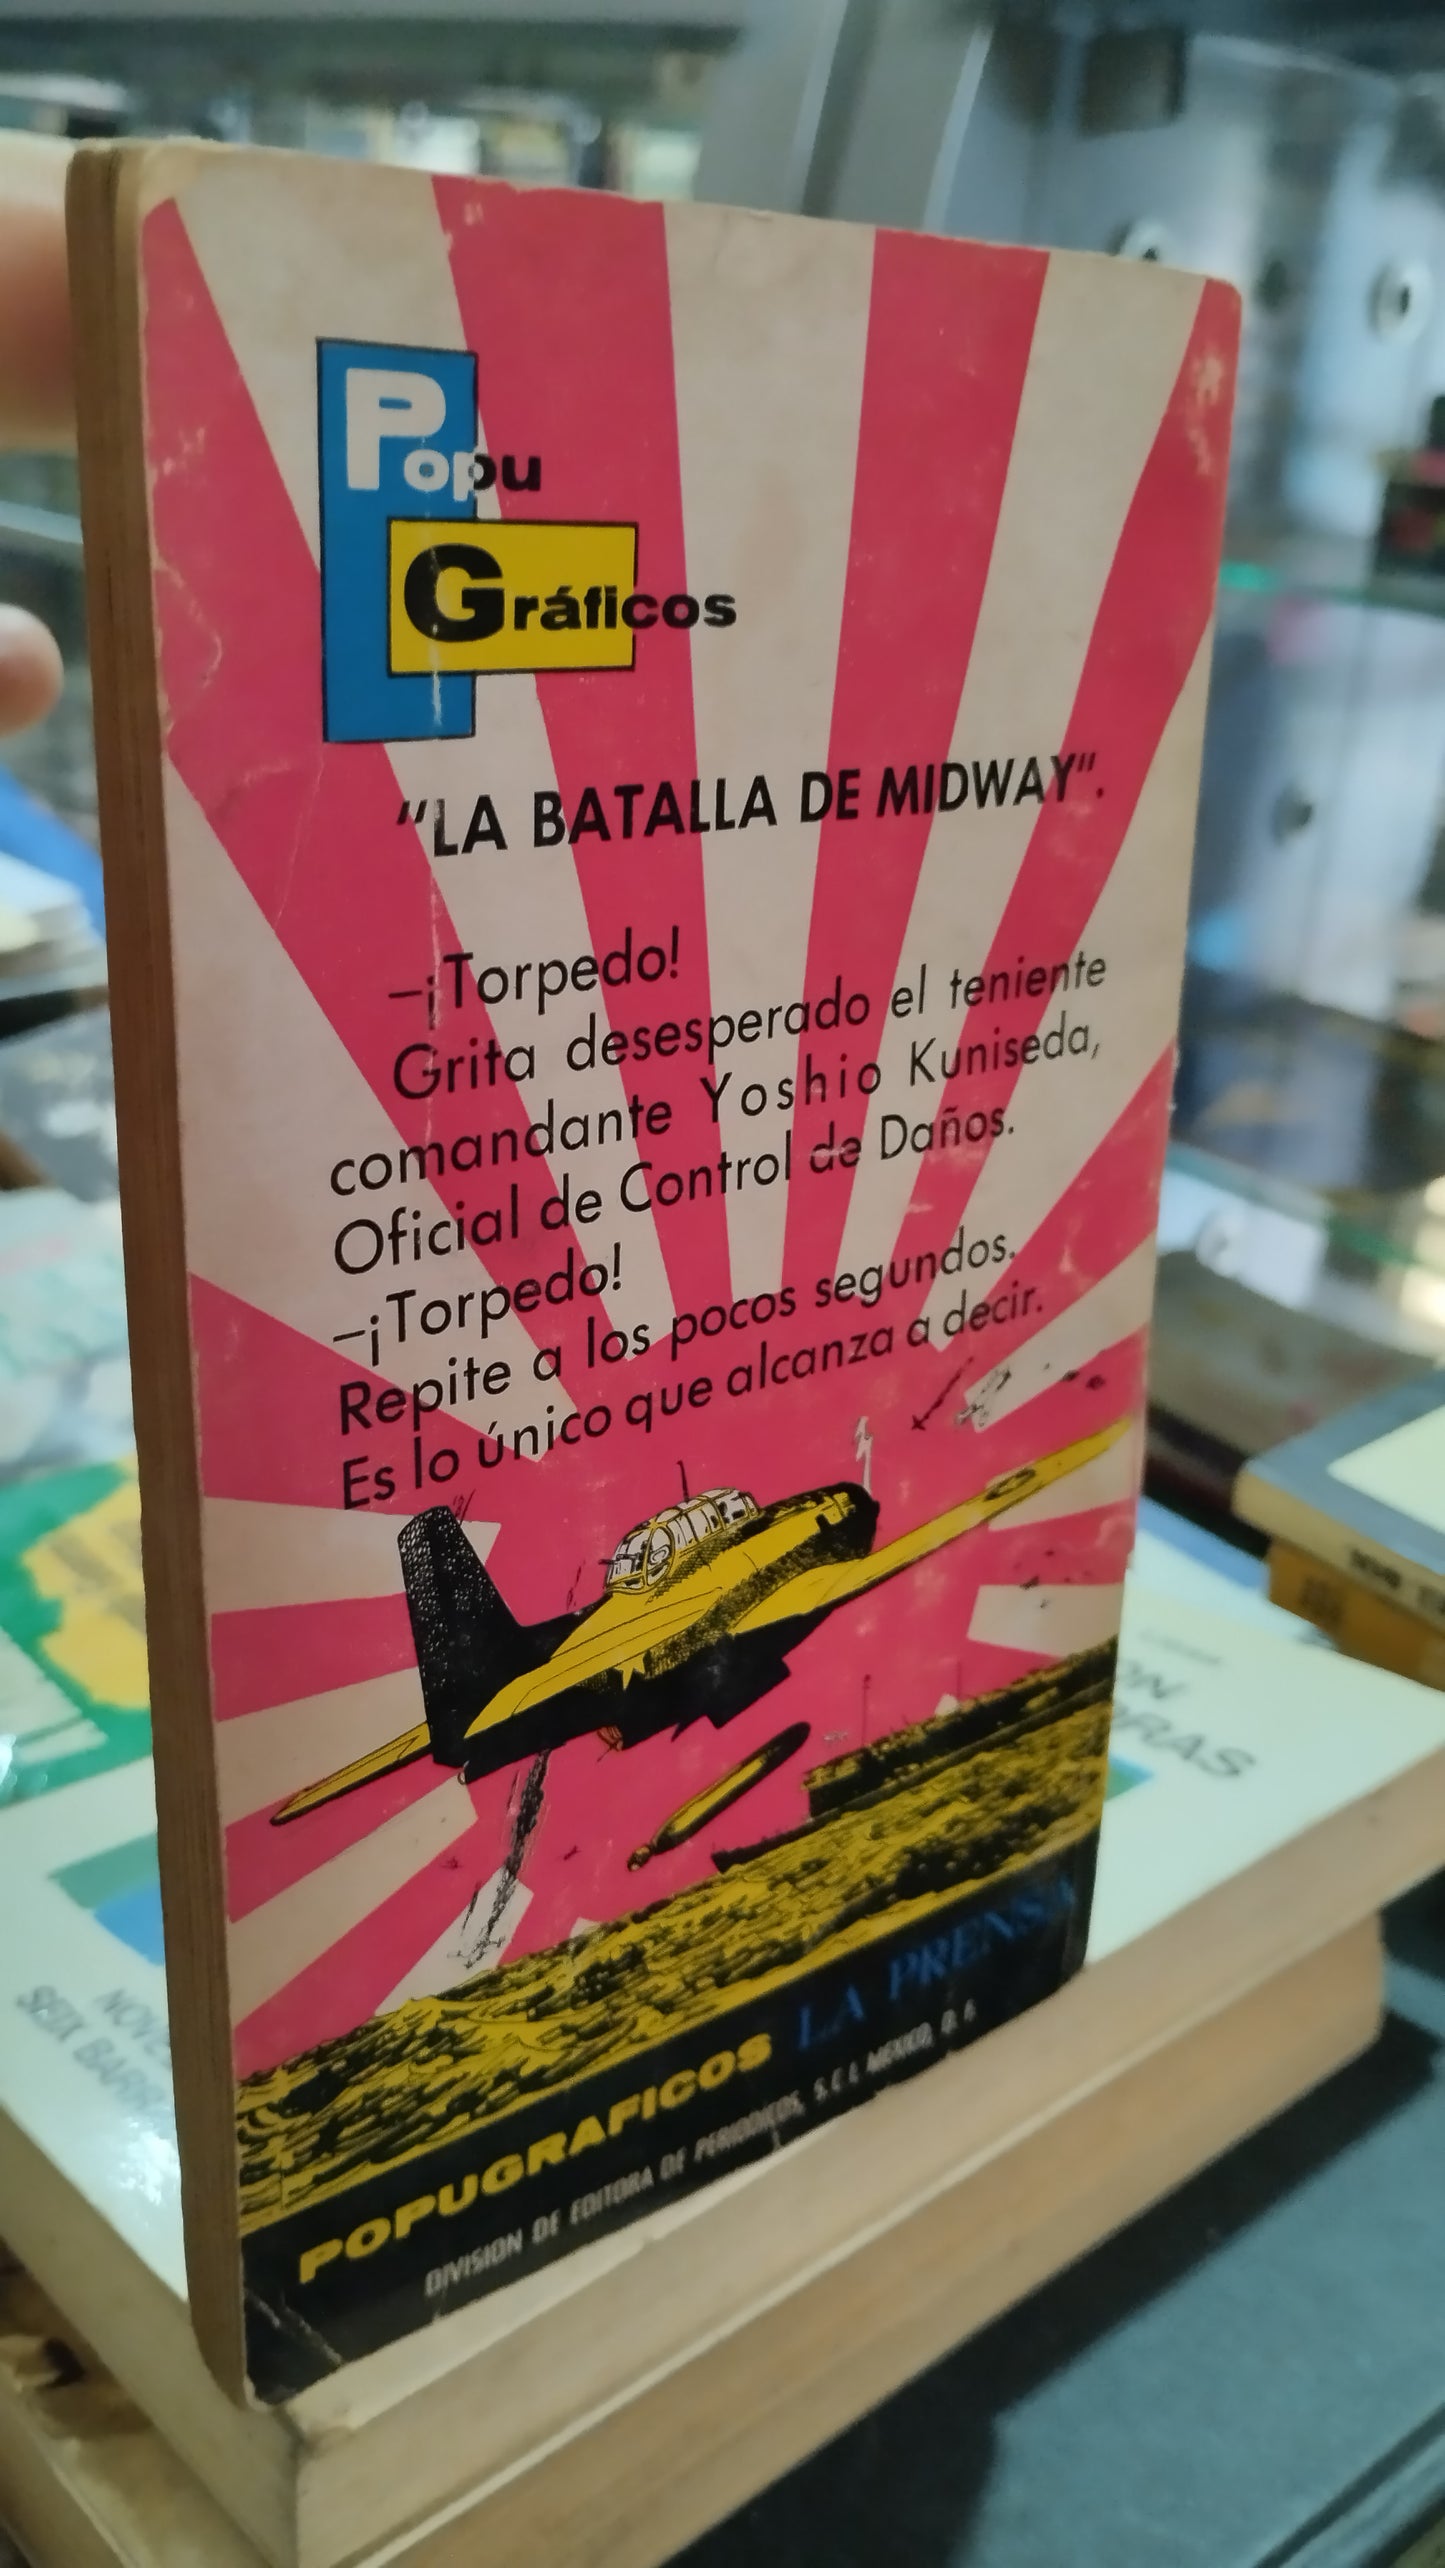 Popu
Gráficos
"LA BATALLA DE MIDWAY".
—¡Torpedo!
Grita desesperado el teniente
comandante Yoshio Kuniseda,
Oficial de Control de Daños.
—¡Torpedo!
Repite a los pocos segundos.
Es lo único que alcanza a decir.
POPUGRAFICOS LA PRENSA
DIVISION DE EDITORA DE PERIODICOS, S.C.L. MEXICO, D. F.
SEIX BARR